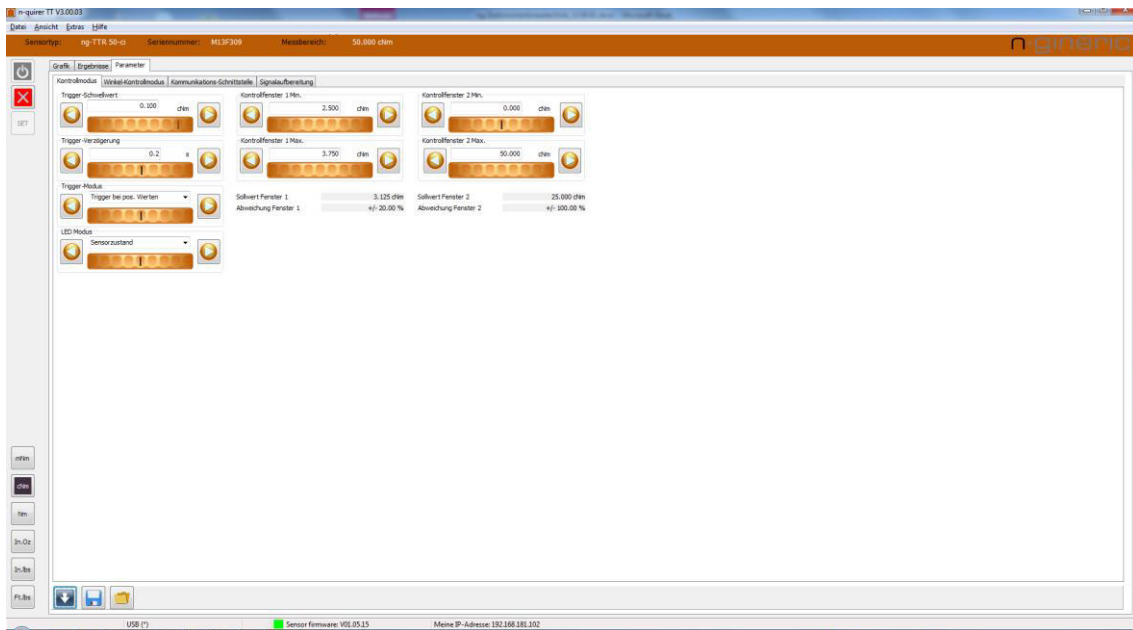 n-quirer TT V3.00.03
Datei Ansicht Extras Hilfe
Sensortyp: ng-TTR 50-ci Seriennummer: M13F309 Messbereich: 50.000 cNm
n-gineric
Grafik Ergebnisse Parameter
Kontrollmodus Winkel-Kontrollmodus Kommunikations-Schnittstelle Signalaufbereitung
SET
Trigger-Schwellwert
0.100 cNm
Kontrollfenster 1 Min.
2.500 cNm
Kontrollfenster 2 Min.
0.000 cNm
Trigger-Verzögerung
0.2 s
Kontrollfenster 1 Max.
3.750 cNm
Kontrollfenster 2 Max.
50.000 cNm
Trigger-Modus
Trigger bei pos. Werten
Sollwert Fenster 1 3.125 cNm
Abweichung Fenster 1 +/- 20.00 %
Sollwert Fenster 2 25.000 cNm
Abweichung Fenster 2 +/- 100.00 %
LED Modus
Sensorzustand
mNm
cNm
Nm
In.Oz
In.lbs
Ft.lbs
USB (*) Sensor firmware: V01.05.15 Meine IP-Adresse: 192.168.181.102